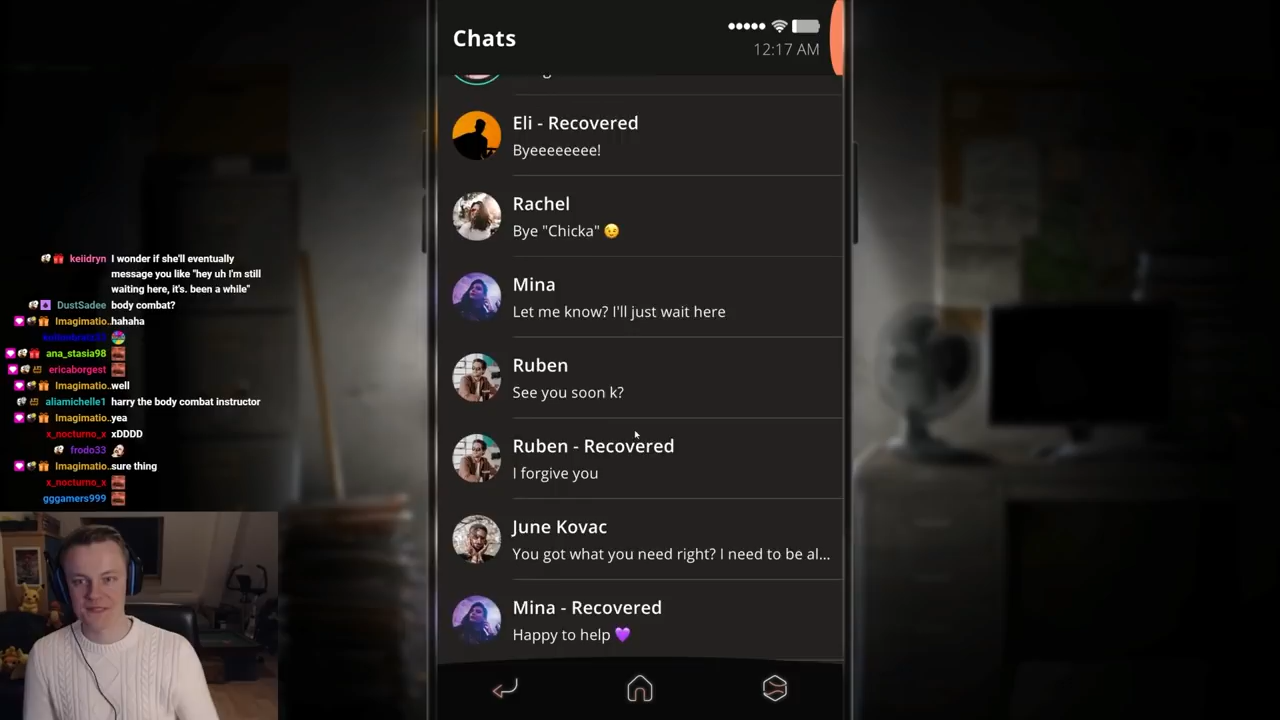 Chats
12:17 AM
Eli - Recovered
Byeeeeeeee!
Rachel
Bye "Chicka" 😉
Mina
Let me know? I'll just wait here
Ruben
See you soon k?
Ruben - Recovered
I forgive you
June Kovac
You got what you need right? I need to be al...
Mina - Recovered
Happy to help 💜
keiidryn I wonder if she'll eventually
message you like "hey uh I'm still
waiting here, it's. been a while"
DustSadee body combat?
Imaginatio.. hahaha
ana_stasia98
ericaborgest
Imaginatio.. well
aliamichelle1 harry the body combat instructor
Imaginatio.. yea
x_nocturno_x xDDDD
frodo33
Imaginatio.. sure thing
x_nocturno_x
gggamers999